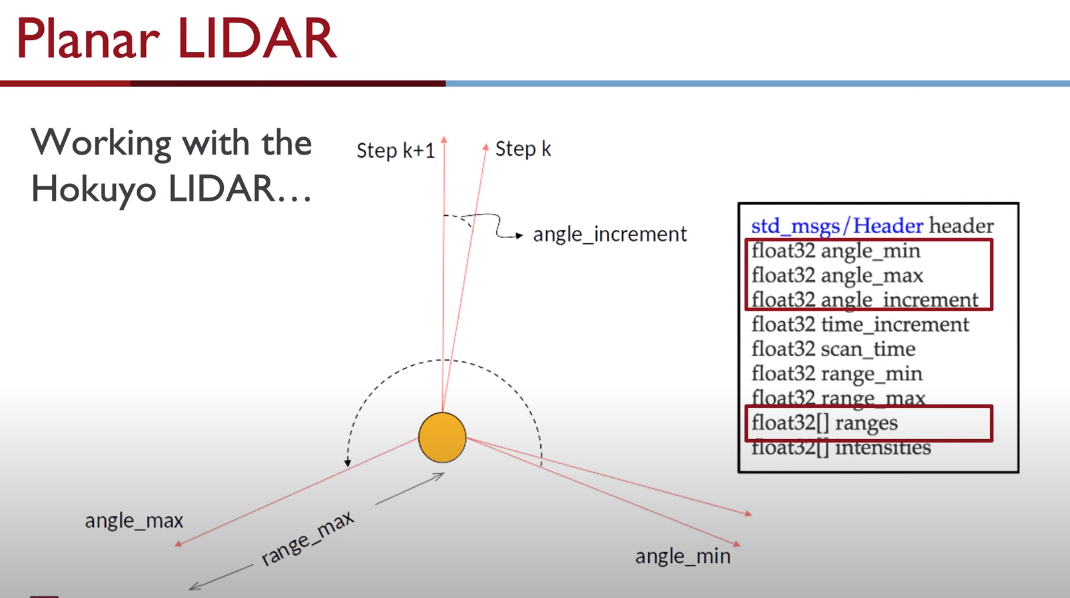 Planar LIDAR
Working with the
Hokuyo LIDAR…
Step k+1
Step k
angle_increment
angle_max
range_max
angle_min
std_msgs/Header header
float32 angle_min
float32 angle_max
float32 angle_increment
float32 time_increment
float32 scan_time
float32 range_min
float32 range_max
float32[] ranges
float32[] intensities